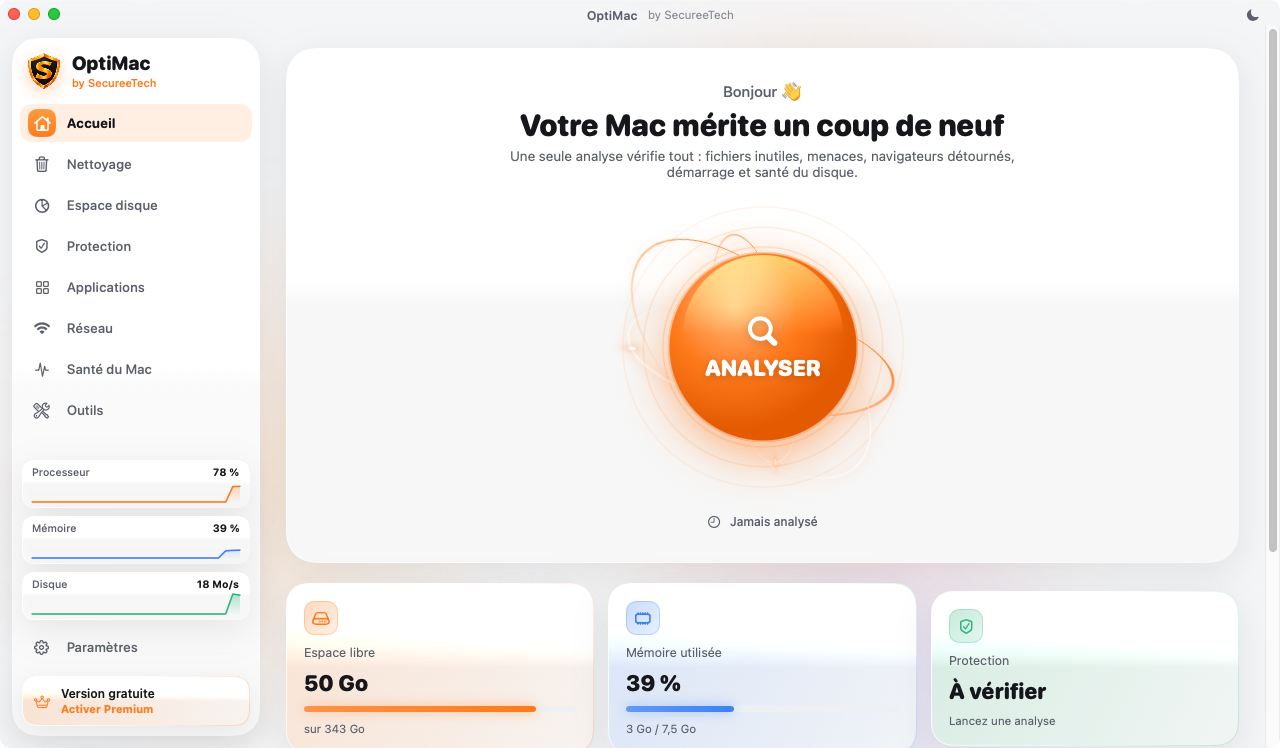 OptiMac by SecureeTech
OptiMac
by SecureeTech
Accueil
Nettoyage
Espace disque
Protection
Applications
Réseau
Santé du Mac
Outils
Processeur 78 %
Mémoire 39 %
Disque 18 Mo/s
Paramètres
Version gratuite
Activer Premium
Bonjour 👋
Votre Mac mérite un coup de neuf
Une seule analyse vérifie tout : fichiers inutiles, menaces, navigateurs détournés,
démarrage et santé du disque.
ANALYSER
Jamais analysé
Espace libre
50 Go
sur 343 Go
Mémoire utilisée
39 %
3 Go / 7,5 Go
Protection
À vérifier
Lancez une analyse